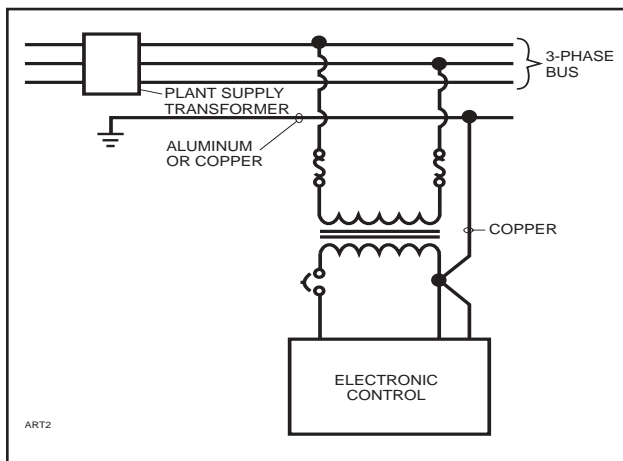 3-PHASE
BUS
PLANT SUPPLY
TRANSFORMER
ALUMINUM
OR COPPER
COPPER
ELECTRONIC
CONTROL
ART2